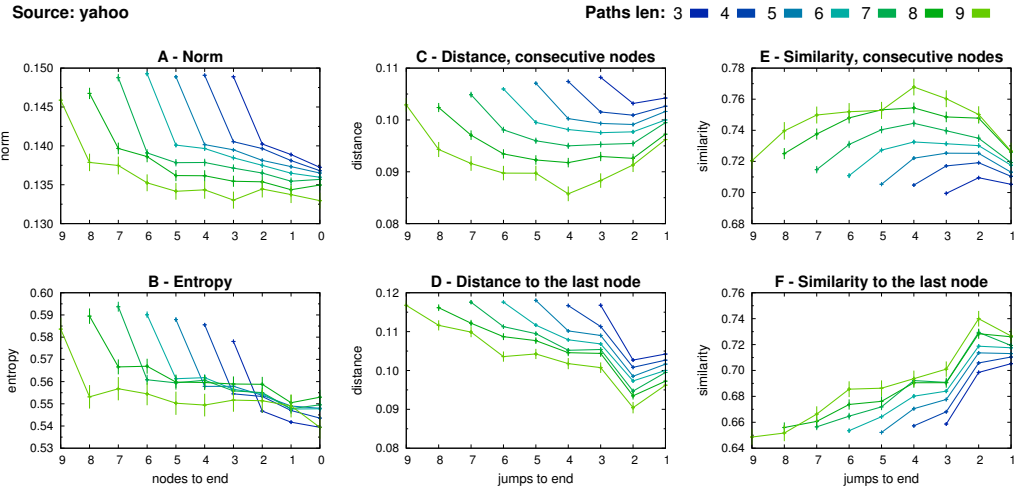 Source: yahoo
Paths len: 3 4 5 6 7 8 9
A - Norm
0.150
0.145
0.140
0.135
0.130
norm
9 8 7 6 5 4 3 2 1 0
C - Distance, consecutive nodes
0.11
0.10
0.09
0.08
distance
9 8 7 6 5 4 3 2 1
E - Similarity, consecutive nodes
0.78
0.76
0.74
0.72
0.70
0.68
similarity
9 8 7 6 5 4 3 2 1
B - Entropy
0.60
0.59
0.58
0.57
0.56
0.55
0.54
0.53
entropy
9 8 7 6 5 4 3 2 1 0
nodes to end
D - Distance to the last node
0.12
0.11
0.10
0.09
0.08
distance
9 8 7 6 5 4 3 2 1
jumps to end
F - Similarity to the last node
0.76
0.74
0.72
0.70
0.68
0.66
0.64
similarity
9 8 7 6 5 4 3 2 1
jumps to end